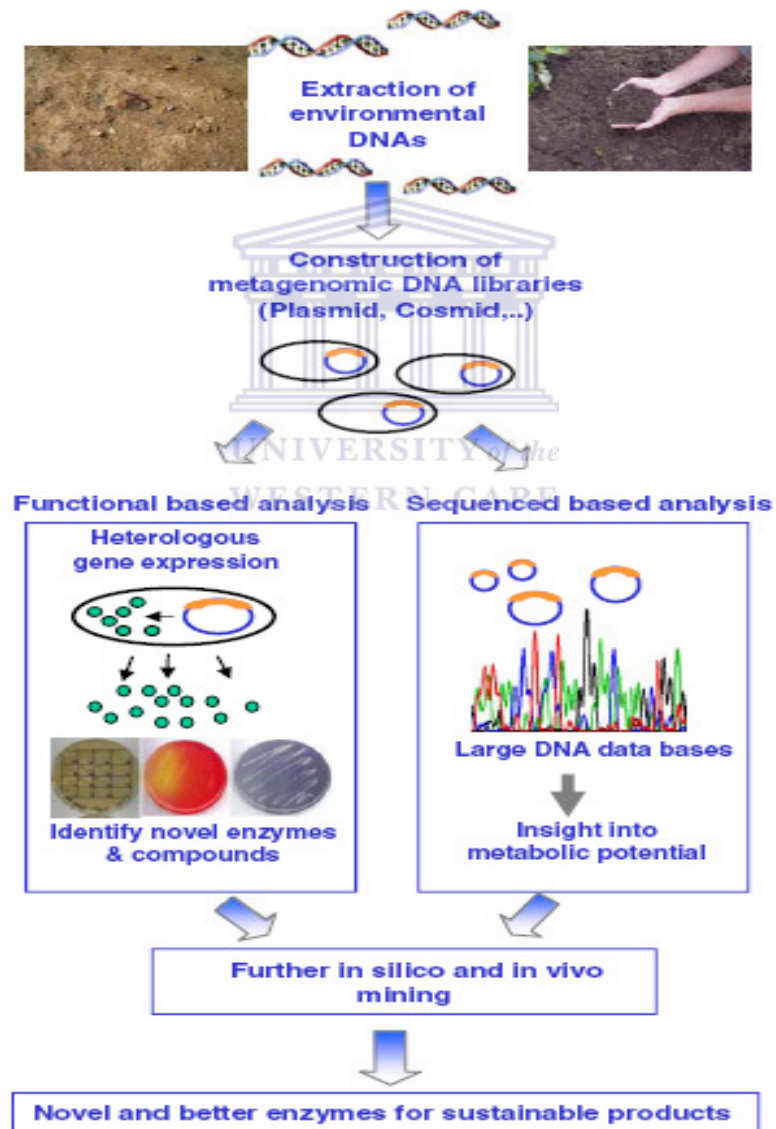 Extraction of
environmental
DNAs
Construction of
metagenomic DNA libraries
(Plasmid, Cosmid,..)
UNIVERSITY of the
WESTERN CAPE
Functional based analysis
Sequenced based analysis
Heterologous
gene expression
Identify novel enzymes
& compounds
Large DNA data bases
Insight into
metabolic potential
Further in silico and in vivo
mining
Novel and better enzymes for sustainable products